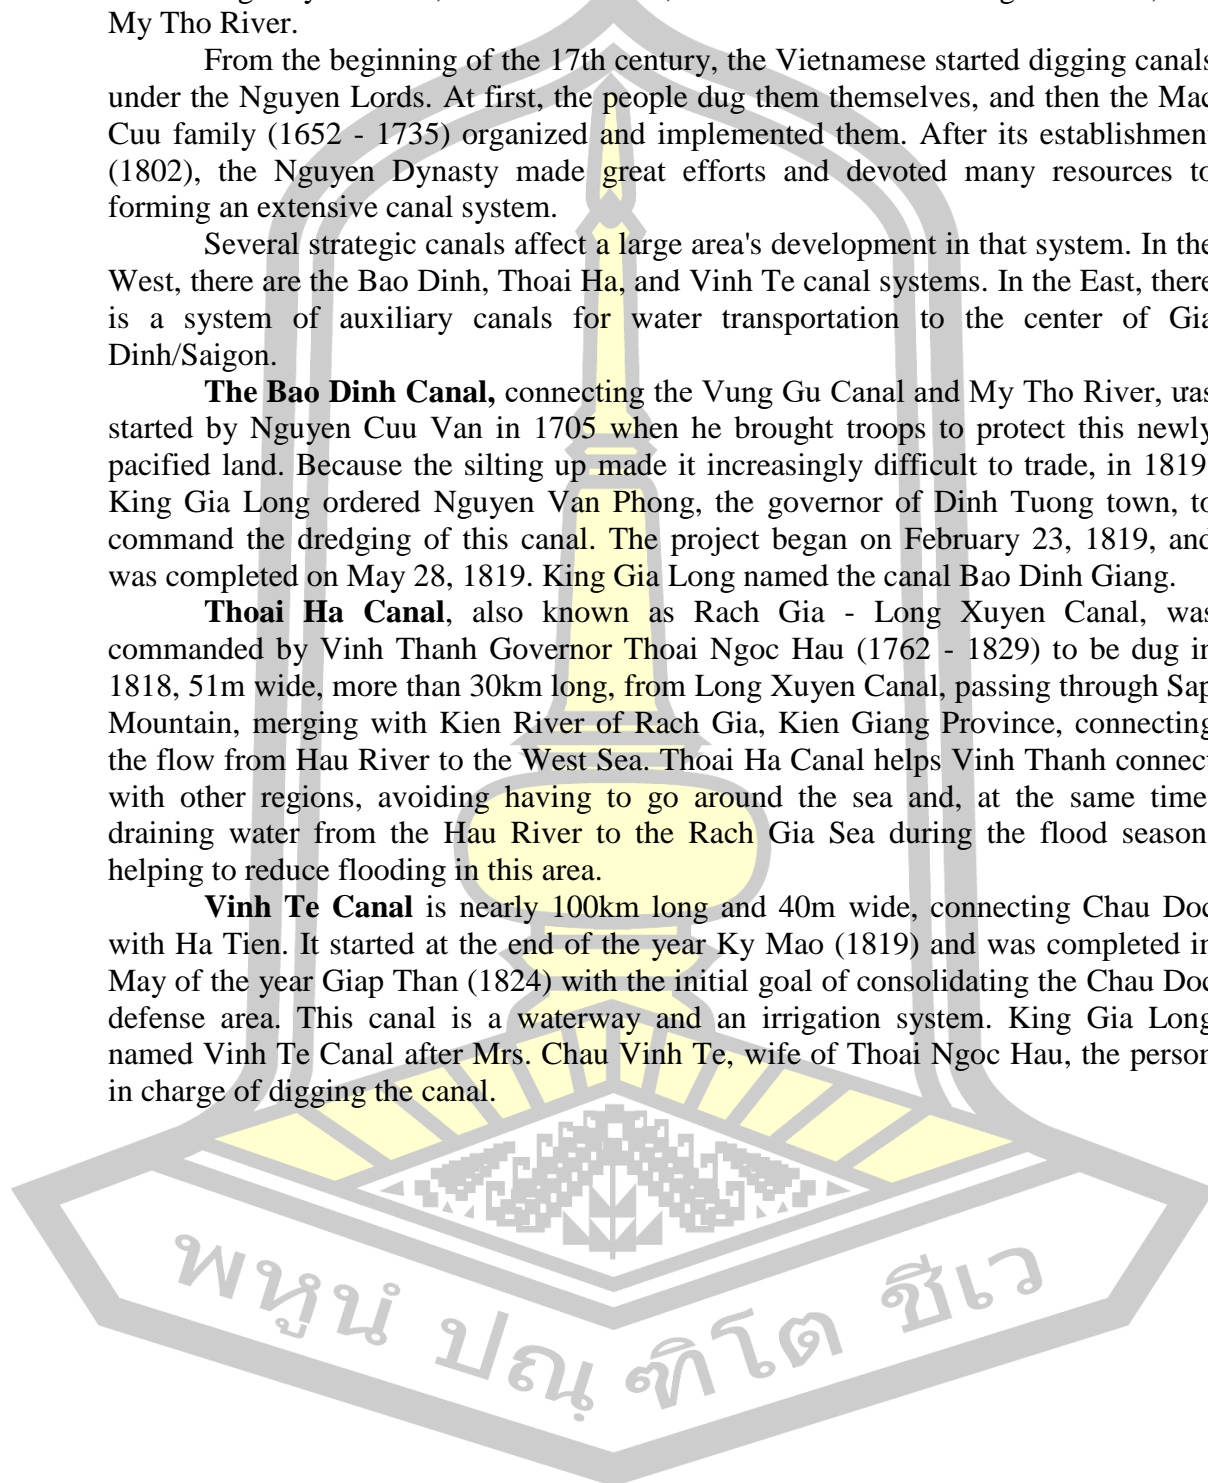 My Tho River.
From the beginning of the 17th century, the Vietnamese started digging canals
under the Nguyen Lords. At first, the people dug them themselves, and then the Mac
Cuu family (1652 - 1735) organized and implemented them. After its establishment
(1802), the Nguyen Dynasty made great efforts and devoted many resources to
forming an extensive canal system.
Several strategic canals affect a large area's development in that system. In the
West, there are the Bao Dinh, Thoai Ha, and Vinh Te canal systems. In the East, there
is a system of auxiliary canals for water transportation to the center of Gia
Dinh/Saigon.
The Bao Dinh Canal, connecting the Vung Gu Canal and My Tho River, was
started by Nguyen Cuu Van in 1705 when he brought troops to protect this newly
pacified land. Because the silting up made it increasingly difficult to trade, in 1819
King Gia Long ordered Nguyen Van Phong, the governor of Dinh Tuong town, to
command the dredging of this canal. The project began on February 23, 1819, and
was completed on May 28, 1819. King Gia Long named the canal Bao Dinh Giang.
Thoai Ha Canal, also known as Rach Gia - Long Xuyen Canal, was
commanded by Vinh Thanh Governor Thoai Ngoc Hau (1762 - 1829) to be dug in
1818, 51m wide, more than 30km long, from Long Xuyen Canal, passing through Sap
Mountain, merging with Kien River of Rach Gia, Kien Giang Province, connecting
the flow from Hau River to the West Sea. Thoai Ha Canal helps Vinh Thanh connect
with other regions, avoiding having to go around the sea and, at the same time
draining water from the Hau River to the Rach Gia Sea during the flood season
helping to reduce flooding in this area.
Vinh Te Canal is nearly 100km long and 40m wide, connecting Chau Doc
with Ha Tien. It started at the end of the year Ky Mao (1819) and was completed in
May of the year Giap Than (1824) with the initial goal of consolidating the Chau Doc
defense area. This canal is a waterway and an irrigation system. King Gia Long
named Vinh Te Canal after Mrs. Chau Vinh Te, wife of Thoai Ngoc Hau, the person
in charge of digging the canal.
พหูนํ ปณฺฑิโต ชีเว